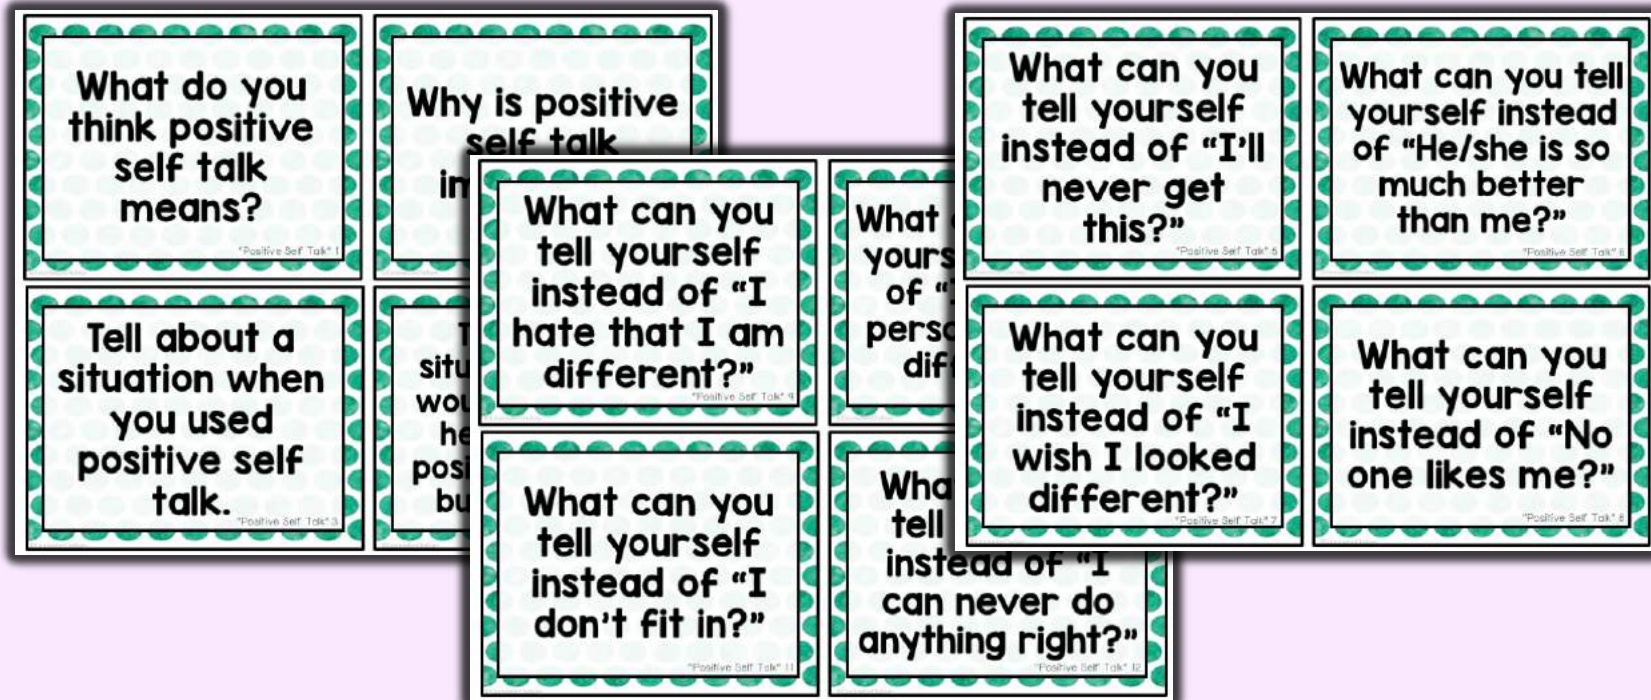 What do you
think positive
self talk
means?
"Positive Self Talk" 1
Why is positive
self talk
Tell about a
situation when
you used
positive self
talk.
"Positive Self Talk" 3
What can you
tell yourself
instead of “I
hate that I am
different?”
"Positive Self Talk" 9
What
of
What can you
tell yourself
instead of “I
don't fit in?”
"Positive Self Talk" 11
tell
instead of “I
can never do
anything right?”
"Positive Self Talk" 12
What can you
tell yourself
instead of “I'll
never get
this?”
"Positive Self Talk" 5
What can you tell
yourself instead
of “He/she is so
much better
than me?”
"Positive Self Talk" 6
What can you
tell yourself
instead of “I
wish I looked
different?”
"Positive Self Talk" 7
What can you
tell yourself
instead of “No
one likes me?”
"Positive Self Talk" 8